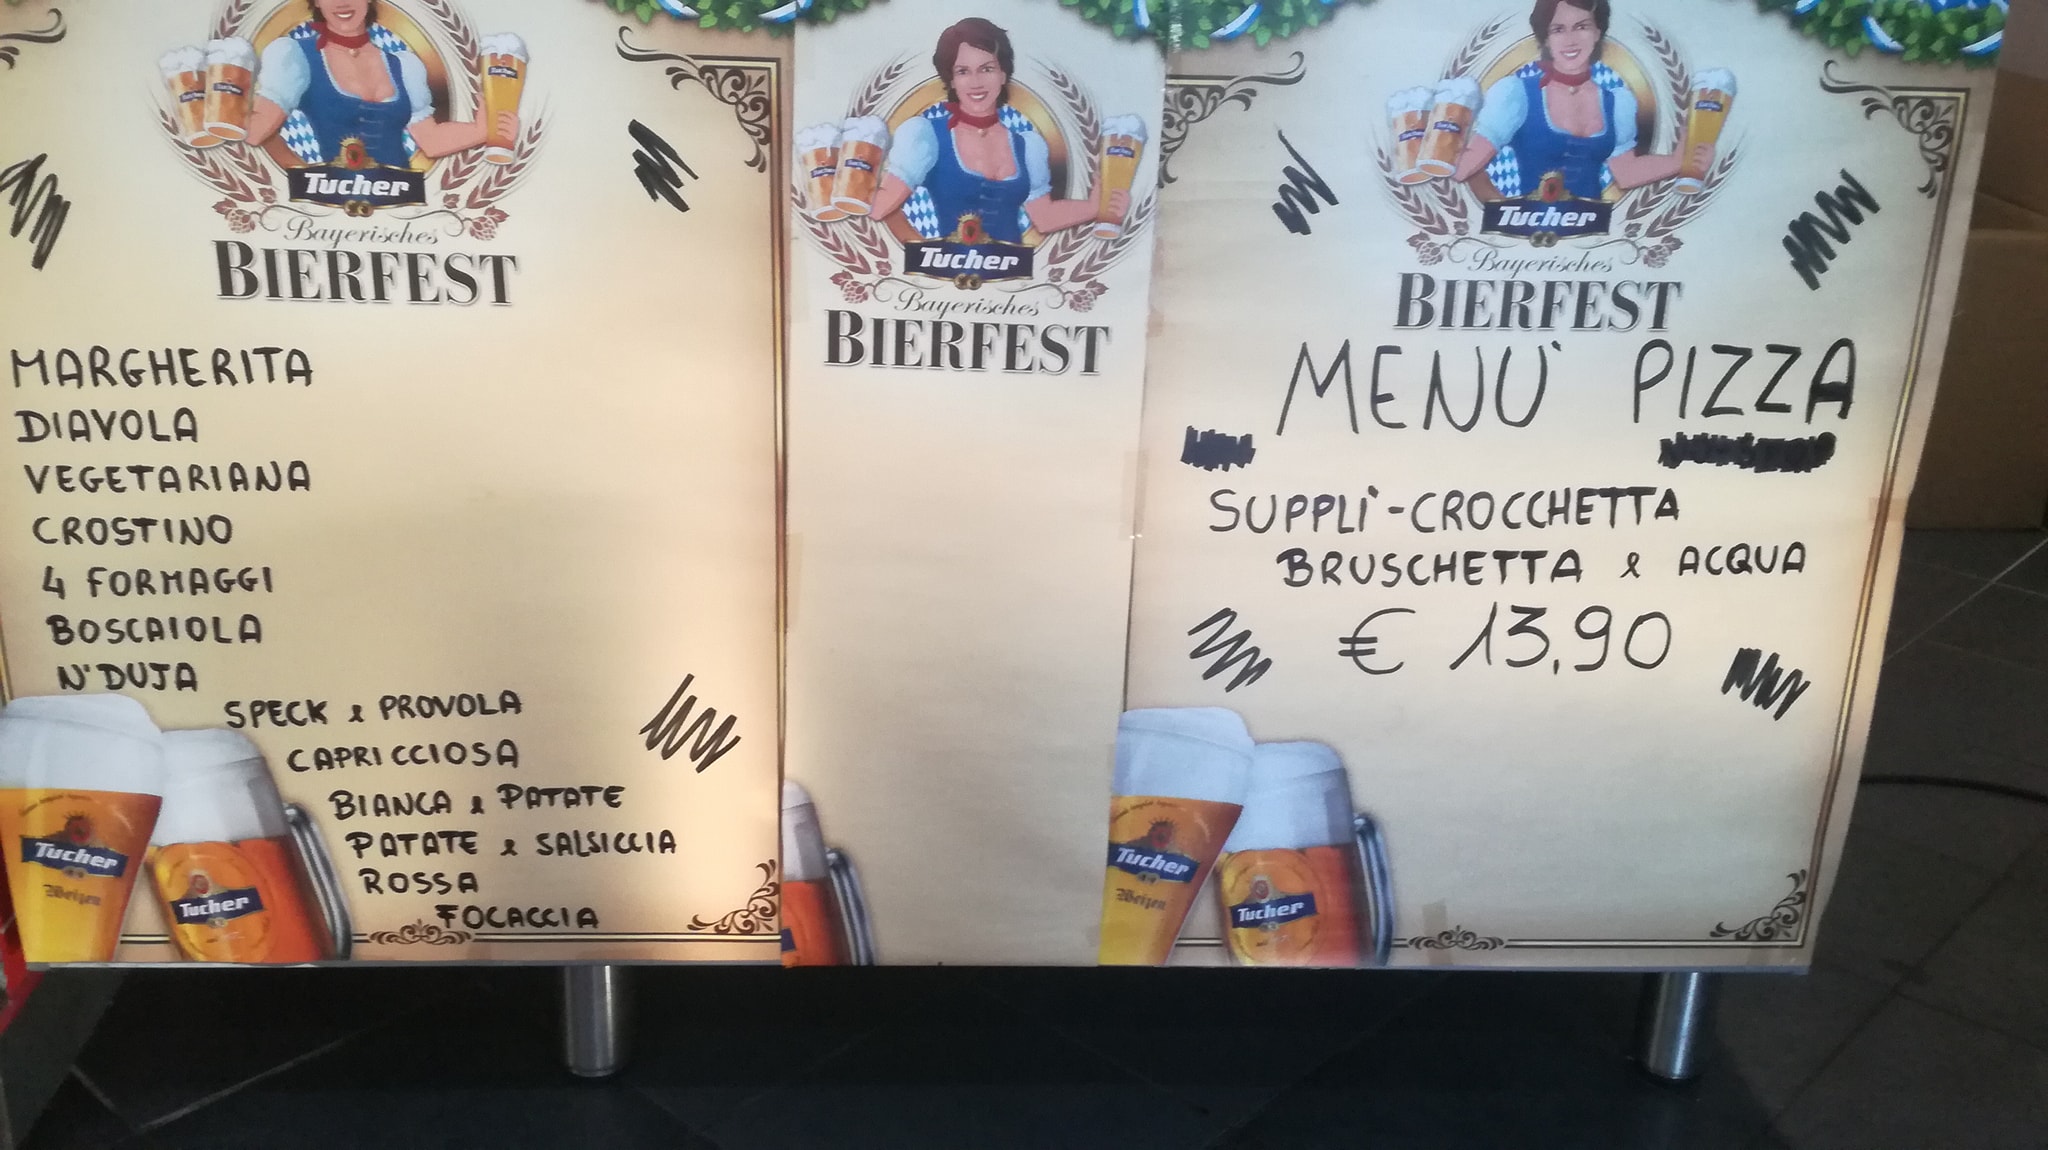 Tucher
Bayerisches
BIERFEST
MARGHERITA
DIAVOLA
VEGETARIANA
CROSTINO
4 FORMAGGI
BOSCAIOLA
N'DUJA
SPECK e PROVOLA
CAPRICCIOSA
BIANCA e PATATE
PATATE e SALSICCIA
ROSSA
FOCACCIA
Tucher
Weizen
Tucher
Tucher
Bayerisches
BIERFEST
Tucher
Bayerisches
BIERFEST
MENU' PIZZA
SUPPLI'-CROCCHETTA
BRUSCHETTA e ACQUA
€ 13,90
Tucher
Weizen
Tucher